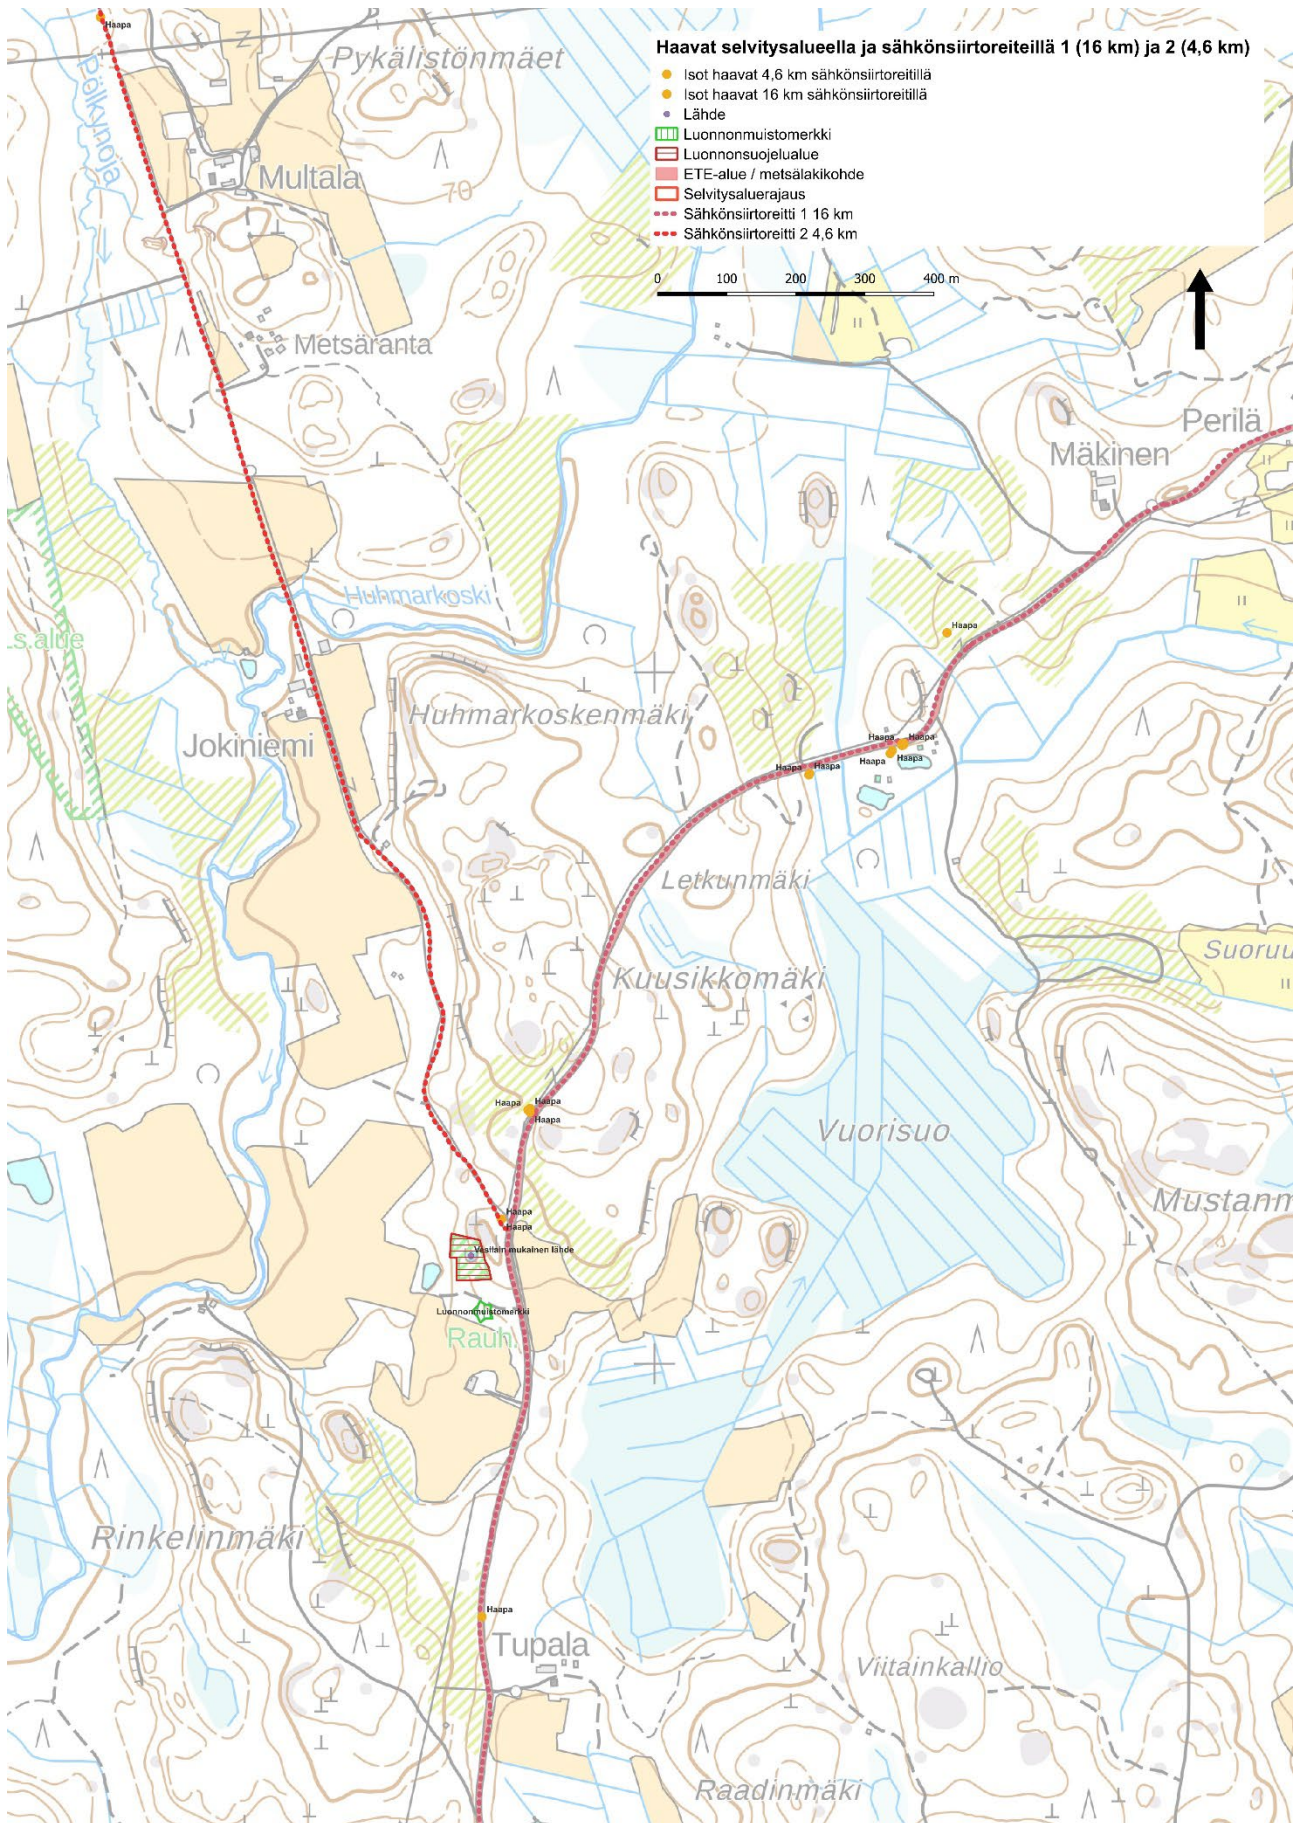 Haapa
Pykälistönmäet
Haavat selvitysalueella ja sähkönsiirtoreiteillä 1 (16 km) ja 2 (4,6 km)
Isot haavat 4,6 km sähkönsiirtoreitillä
Isot haavat 16 km sähkönsiirtoreitillä
Lähde
Luonnonmuistomerkki
Luonnonsuojelualue
ETE-alue / metsälakikohde
Selvitysaluerajaus
Sähkönsiirtoreitti 1 16 km
Sähkönsiirtoreitti 2 4,6 km
0 100 200 300 400 m
Pölkynoja
Multala
70
Metsäranta
Perilä
Mäkinen
Huhmarkoski
s.alue
Haapa
Huhmarkoskenmäki
Jokiniemi
Haapa Haapa
Haapa Haapa
Haapa Haapa
Letkunmäki
Suoruu
Kuusikkomäki
Haapa Haapa
Haapa
Vuorisuo
Mustanm
Haapa
Haapa
Vesilain mukainen lähde
Luonnonmuistomerkki
Rauh.
Rinkelinmäki
Haapa
Tupala
Viitainkallio
Raadinmäki